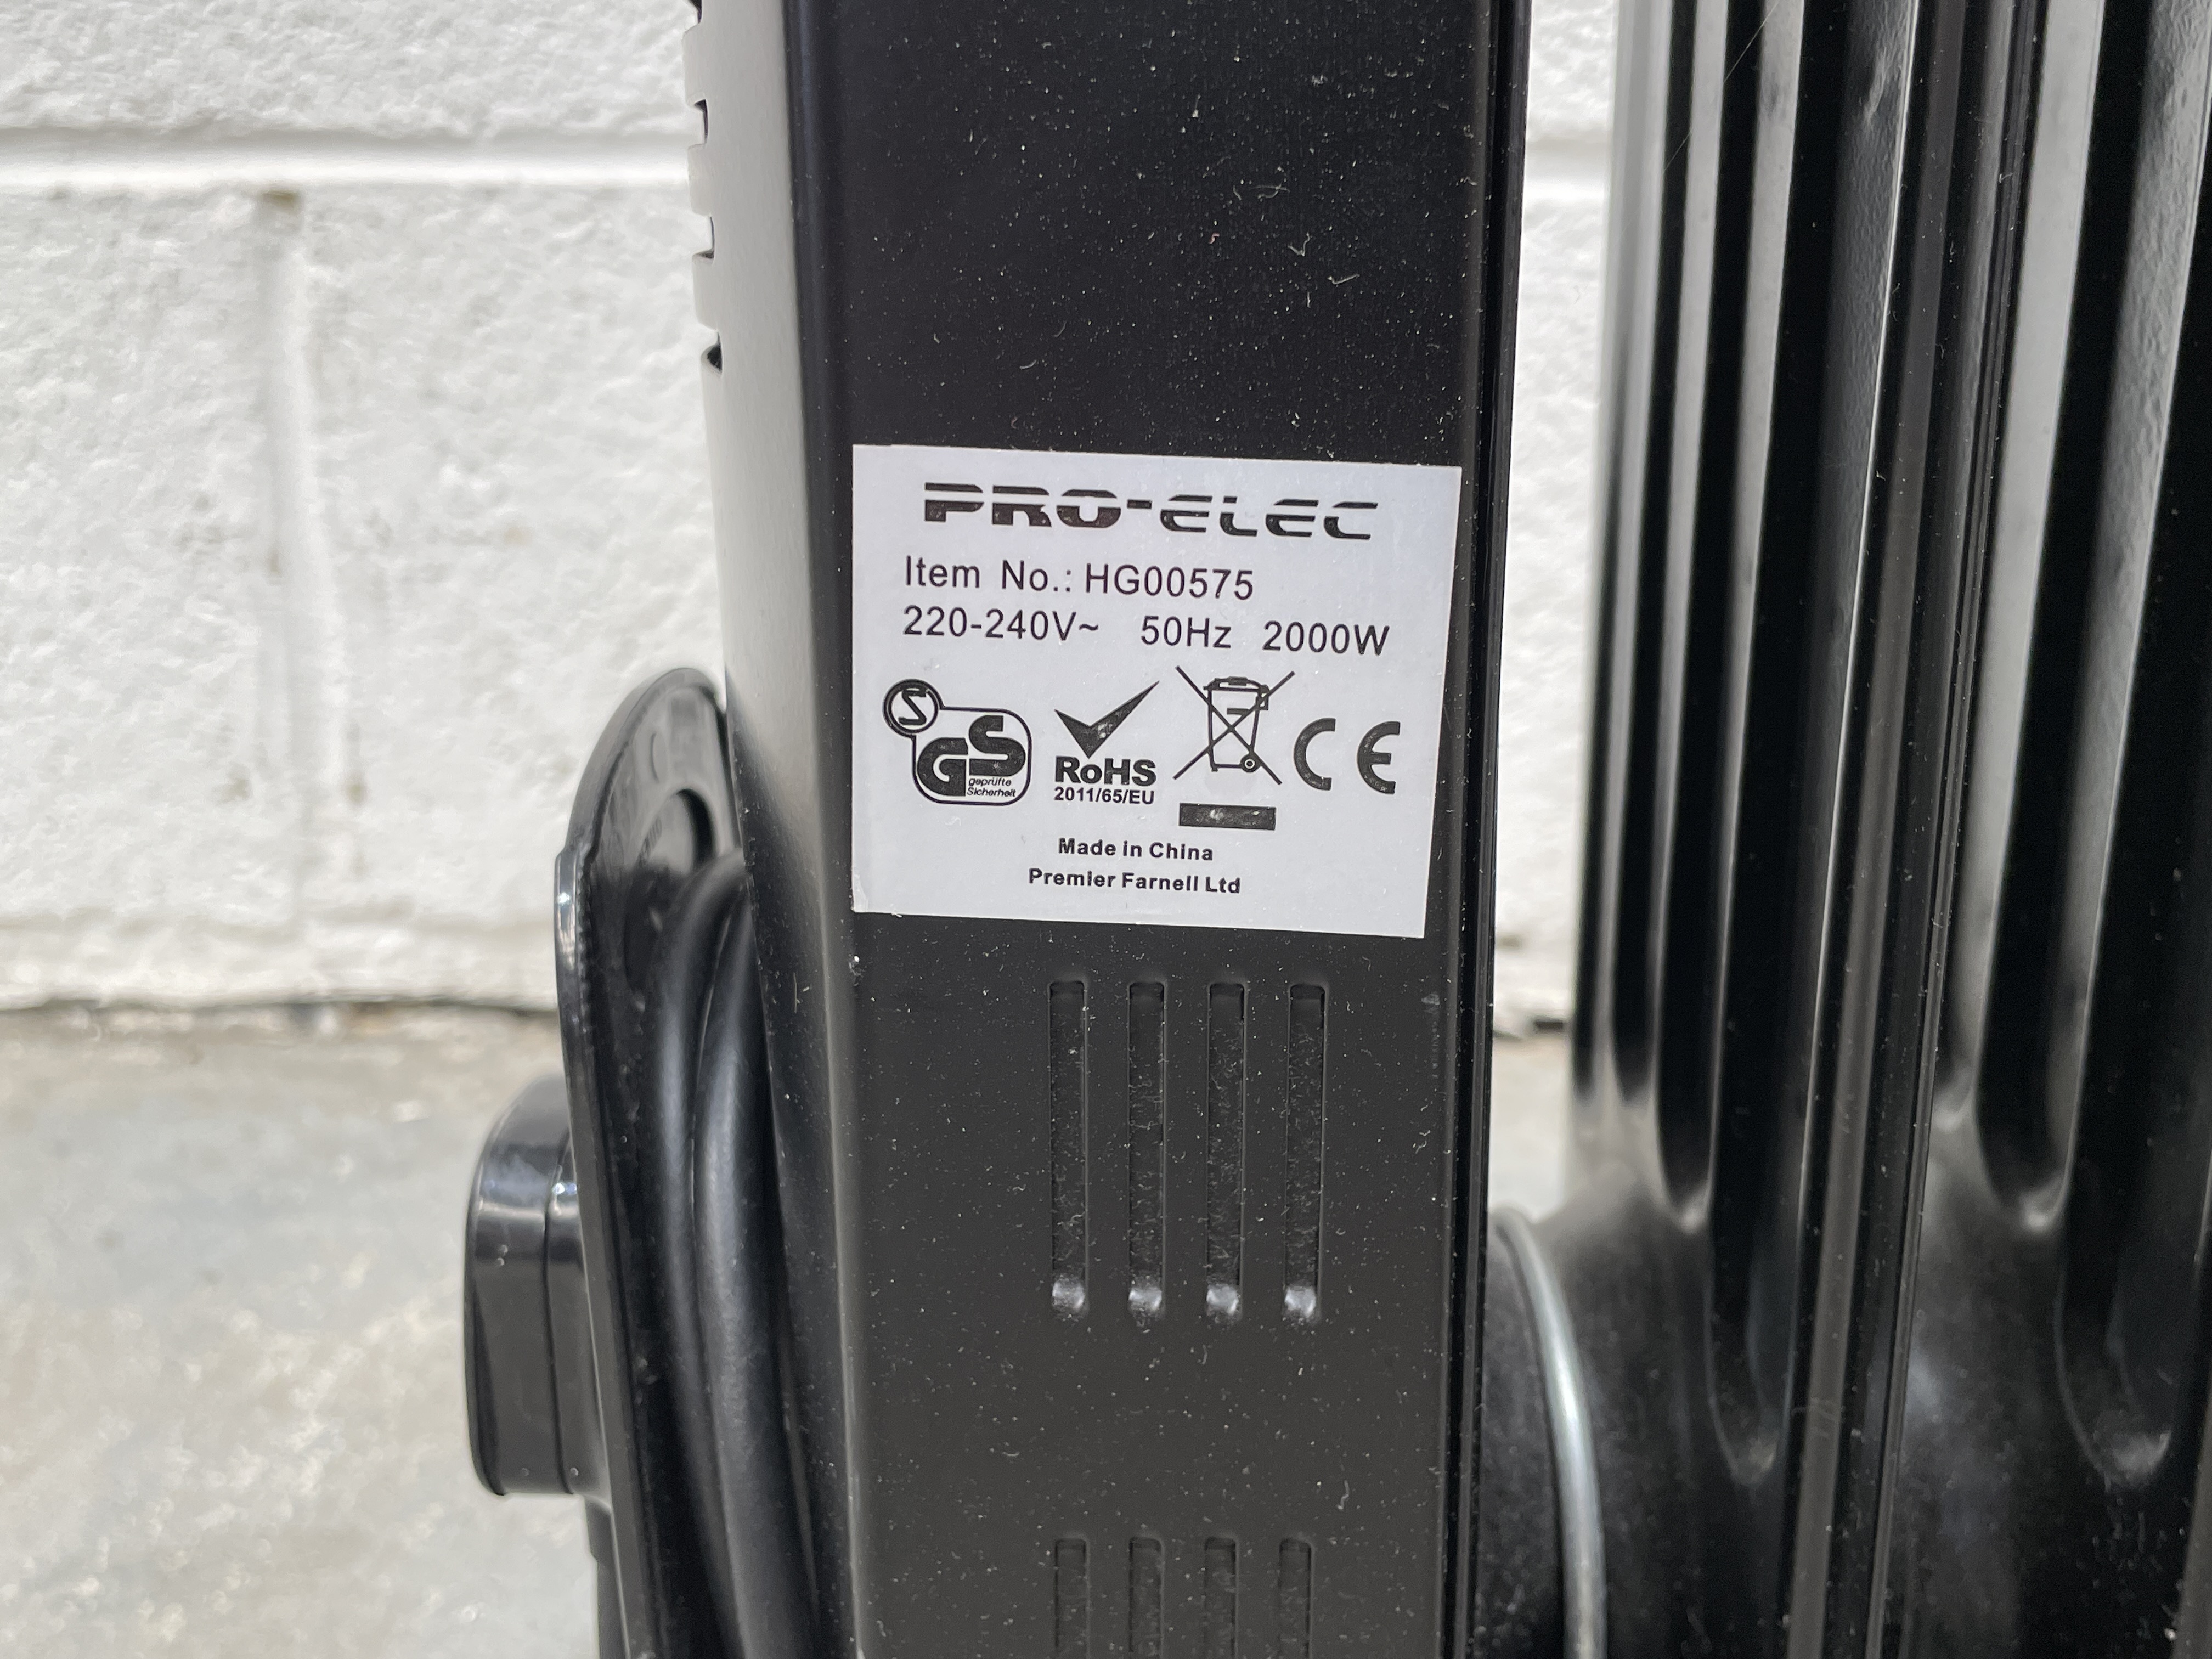 PRO-ELEC
Item No.: HG00575
220-240V~ 50Hz 2000W
S
GS
geprüfte
Sicherheit
RoHS
2011/65/EU
CE
Made in China
Premier Farnell Ltd